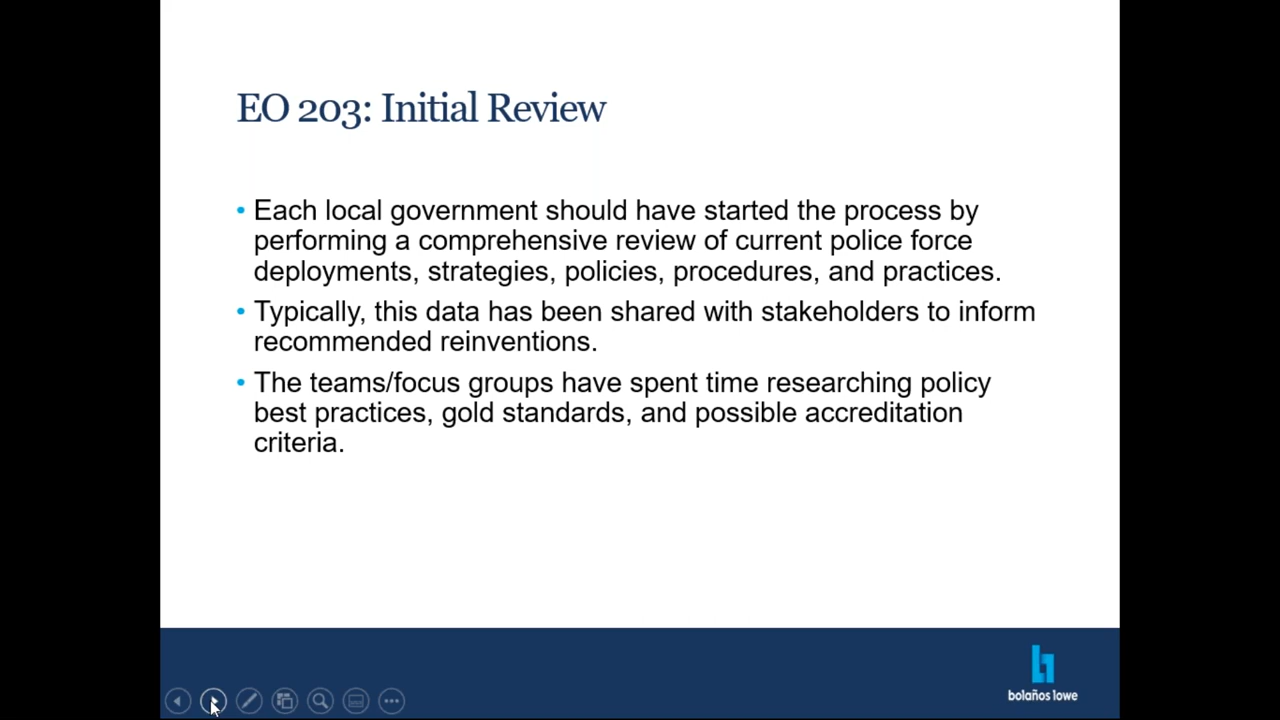 EO 203: Initial Review
• Each local government should have started the process by
performing a comprehensive review of current police force
deployments, strategies, policies, procedures, and practices.
• Typically, this data has been shared with stakeholders to inform
recommended reinventions.
• The teams/focus groups have spent time researching policy
best practices, gold standards, and possible accreditation
criteria.
bolaños lowe